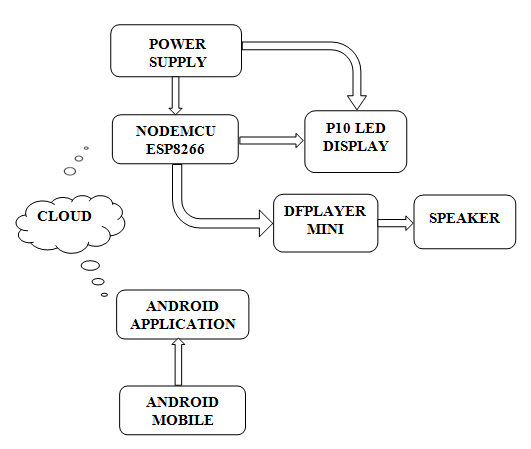 POWER
SUPPLY
NODEMCU
ESP8266
P10 LED
DISPLAY
CLOUD
DFPLAYER
MINI
SPEAKER
ANDROID
APPLICATION
ANDROID
MOBILE